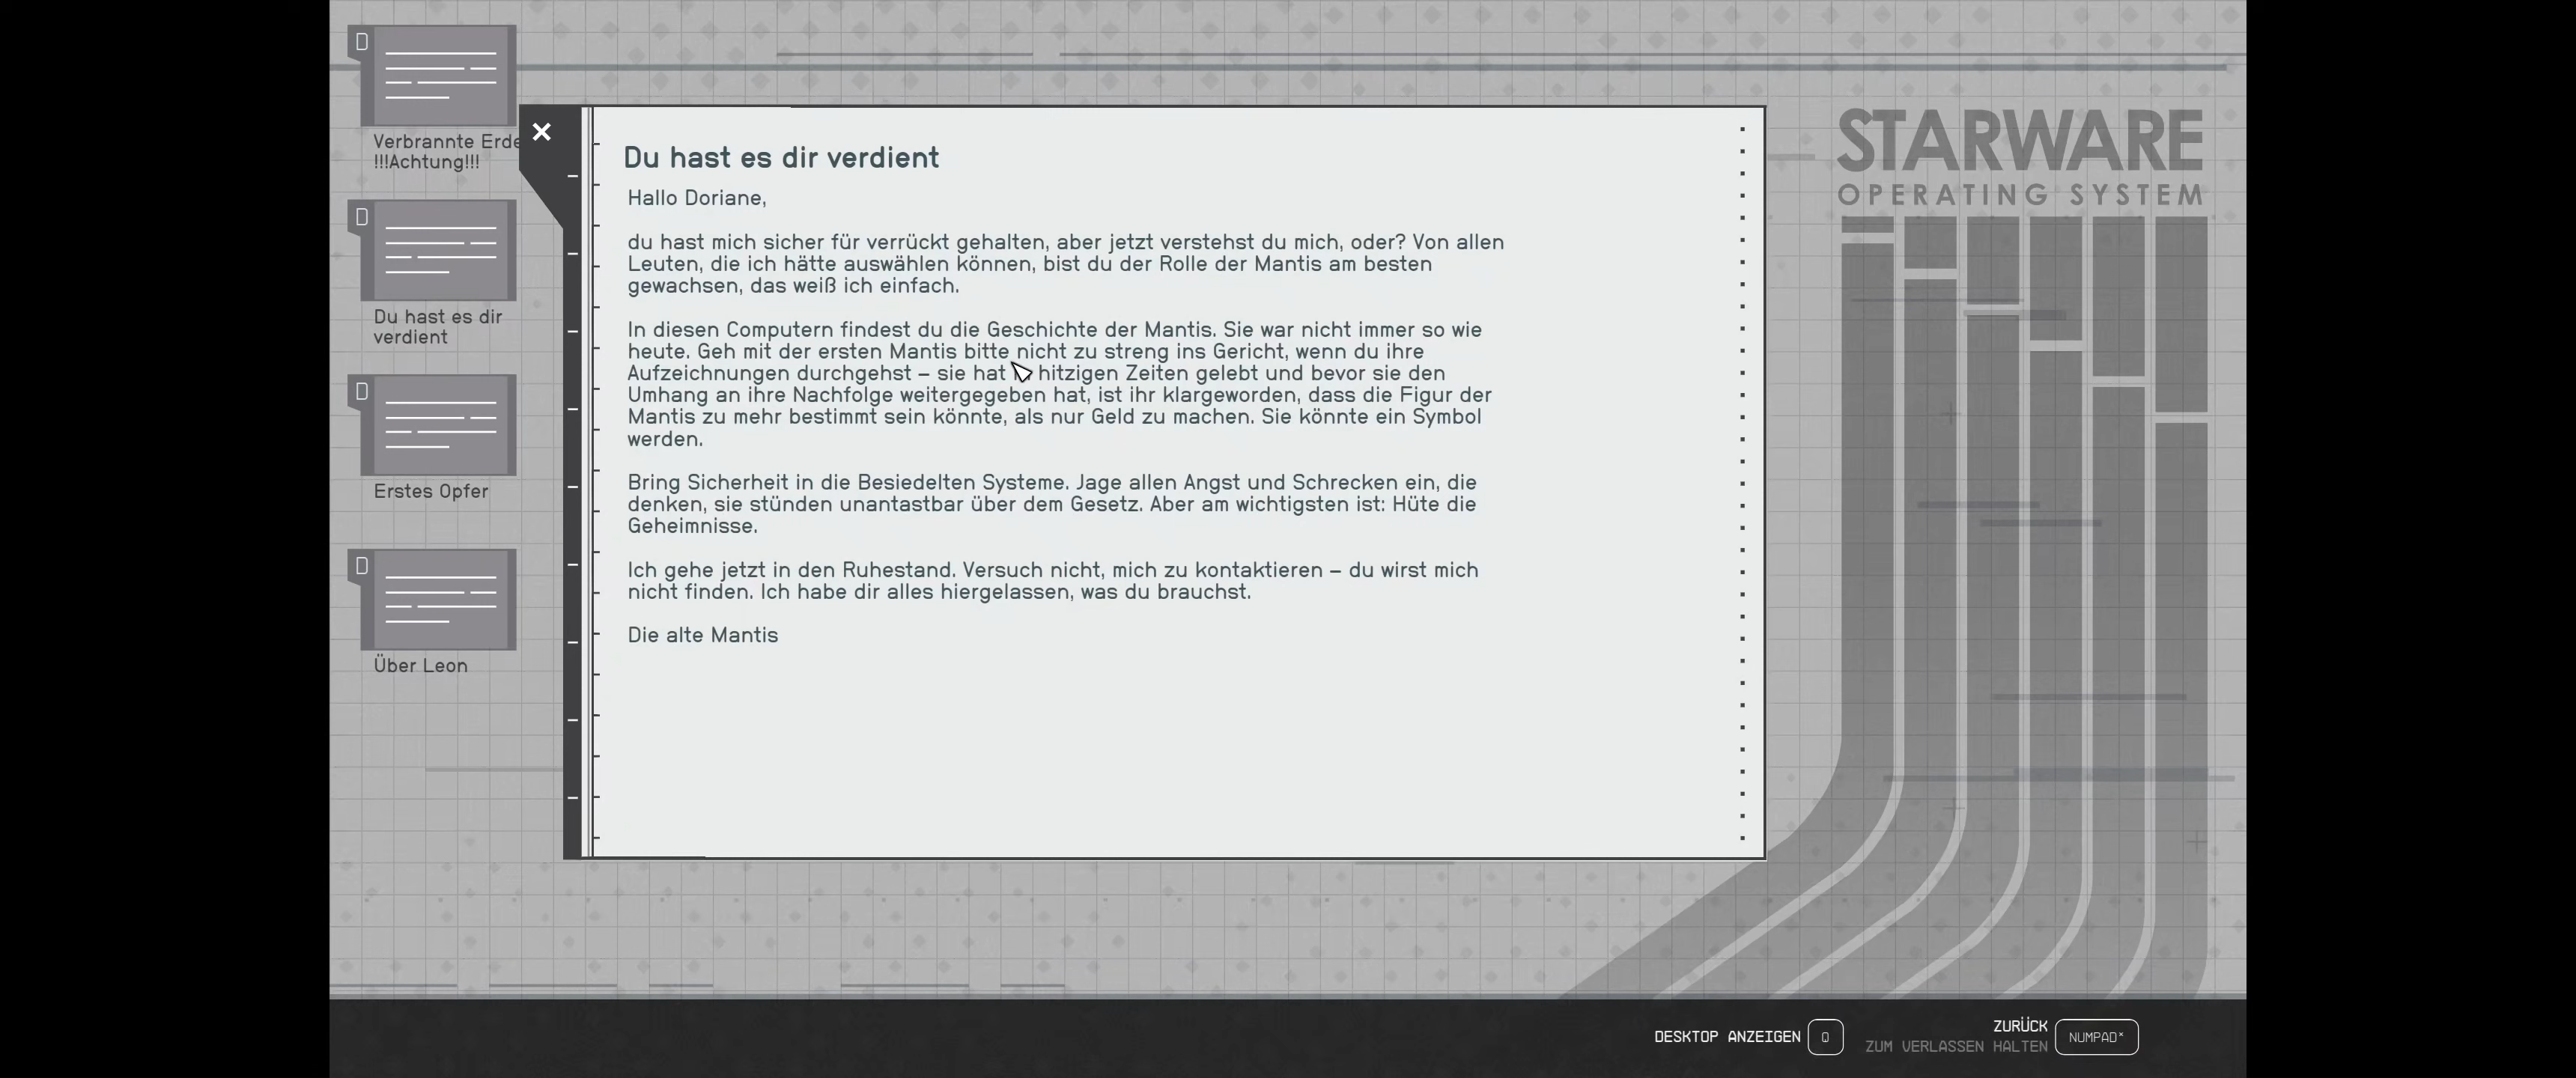 Verbrannte Erde
!!!Achtung!!!
Du hast es dir
verdient
Erstes Opfer
Über Leon
Du hast es dir verdient
Hallo Doriane,
du hast mich sicher für verrückt gehalten, aber jetzt verstehst du mich, oder? Von allen
Leuten, die ich hätte auswählen können, bist du der Rolle der Mantis am besten
gewachsen, das weiß ich einfach.
In diesen Computern findest du die Geschichte der Mantis. Sie war nicht immer so wie
heute. Geh mit der ersten Mantis bitte nicht zu streng ins Gericht, wenn du ihre
Aufzeichnungen durchgehst – sie hat hitzigen Zeiten gelebt und bevor sie den
Umhang an ihre Nachfolge weitergegeben hat, ist ihr klargeworden, dass die Figur der
Mantis zu mehr bestimmt sein könnte, als nur Geld zu machen. Sie könnte ein Symbol
werden.
Bring Sicherheit in die Besiedelten Systeme. Jage allen Angst und Schrecken ein, die
denken, sie stünden unantastbar über dem Gesetz. Aber am wichtigsten ist: Hüte die
Geheimnisse.
Ich gehe jetzt in den Ruhestand. Versuch nicht, mich zu kontaktieren – du wirst mich
nicht finden. Ich habe dir alles hiergelassen, was du brauchst.
Die alte Mantis
STARWARE
OPERATING SYSTEM
DESKTOP ANZEIGEN Q
ZURÜCK
ZUM VERLASSEN HALTEN
NUMPAD*